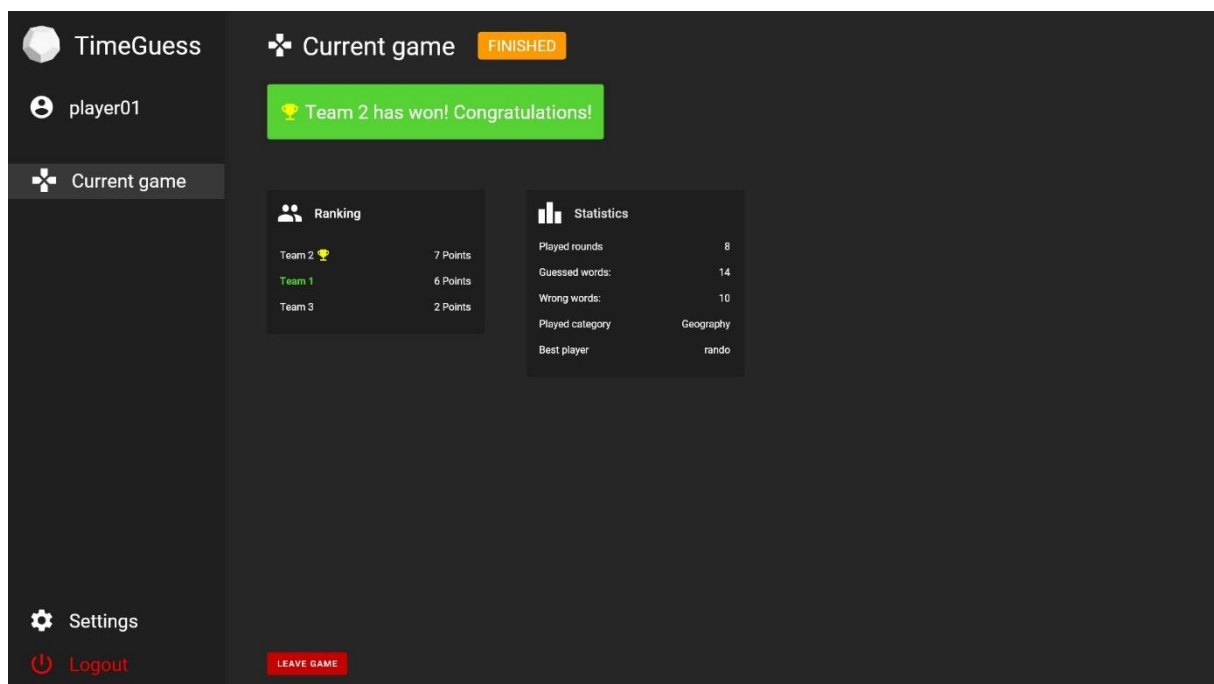 TimeGuess
player01
Current game
Settings
Logout
Current game FINISHED
Team 2 has won! Congratulations!
Ranking
Team 2 7 Points
Team 1 6 Points
Team 3 2 Points
Statistics
Played rounds 8
Guessed words: 14
Wrong words: 10
Played category Geography
Best player rando
LEAVE GAME